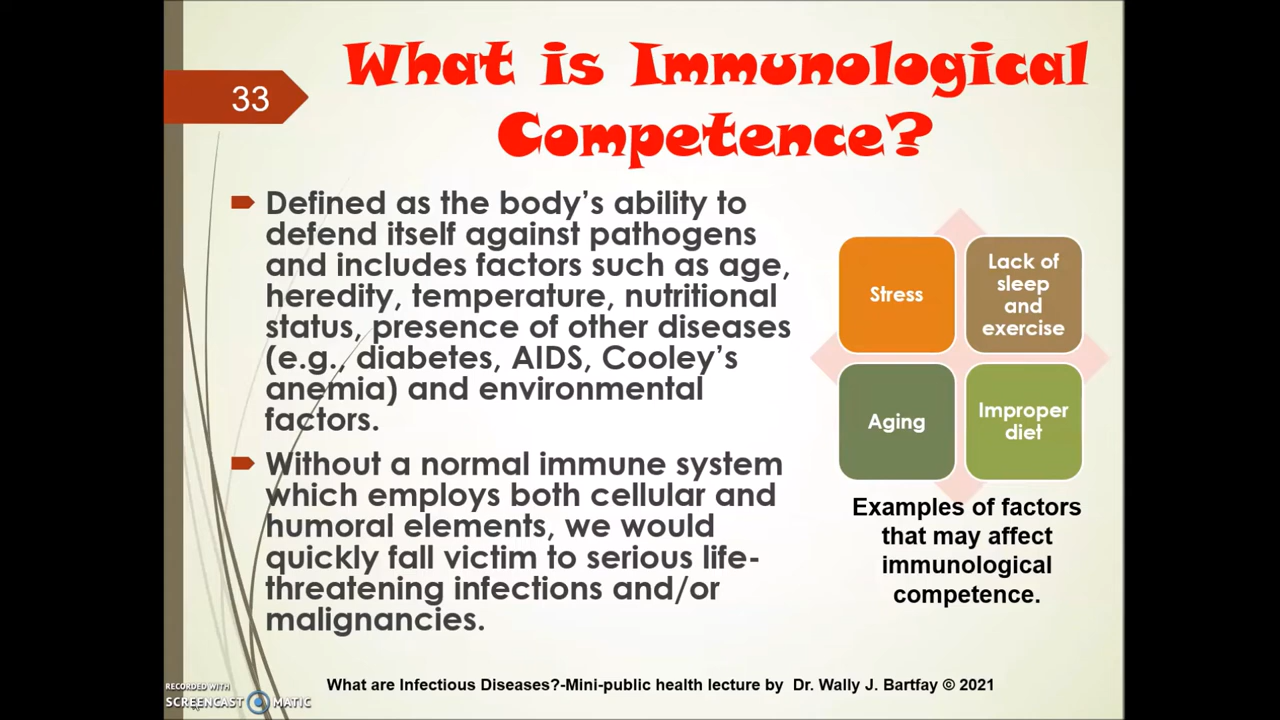 33
What is Immunological
Competence?
Defined as the body's ability to
defend itself against pathogens
and includes factors such as age,
heredity, temperature, nutritional
status, presence of other diseases
(e.g., diabetes, AIDS, Cooley's
anemia) and environmental
factors.
Without a normal immune system
which employs both cellular and
humoral elements, we would
quickly fall victim to serious life-
threatening infections and/or
malignancies.
Stress
Lack of
sleep
and
exercise
Aging
Improper
diet
Examples of factors
that may affect
immunological
competence.
What are Infectious Diseases?-Mini-public health lecture by Dr. Wally J. Bartfay © 2021
RECORDED WITH
SCREENCAST MATIC